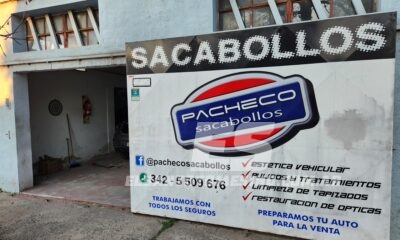 SACABOLLOS
PACHECO
sacabollos
@pachecosacabollos
342 - 5 509 676
ESTÉTICA VEHICULAR
PULIDOS Y TRATAMIENTOS
LIMPIEZA DE TAPIZADOS
RESTAURACION DE OPTICAS
TRABAJAMOS CON
TODOS LOS SEGUROS
PREPARAMOS TU AUTO
PARA LA VENTA